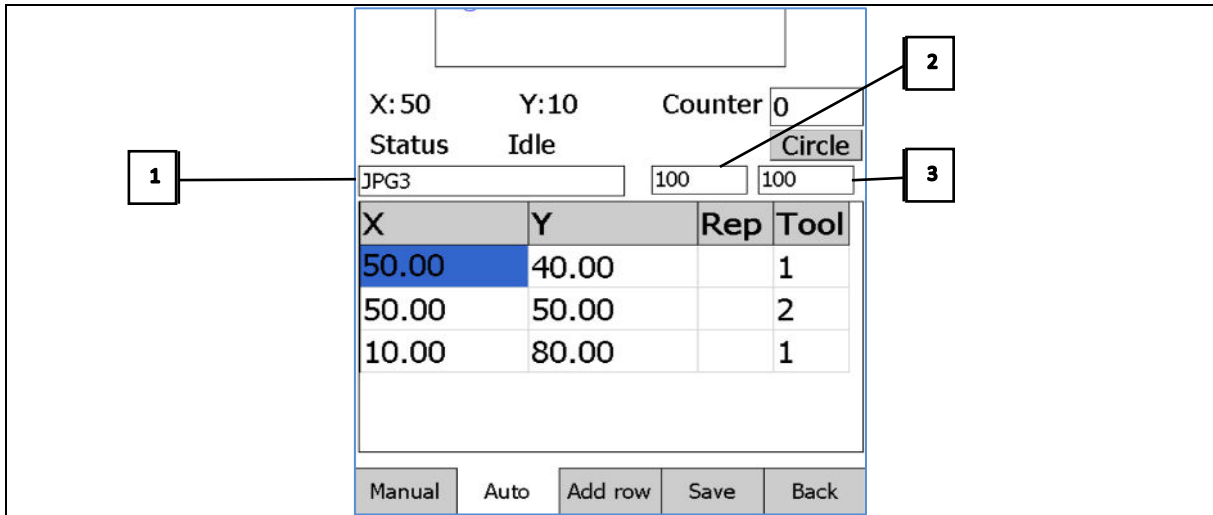 2
X:50 Y:10 Counter 0
Status Idle Circle
1 JPG3 100 100 3
X Y Rep Tool
50.00 40.00 1
50.00 50.00 2
10.00 80.00 1
Manual Auto Add row Save Back